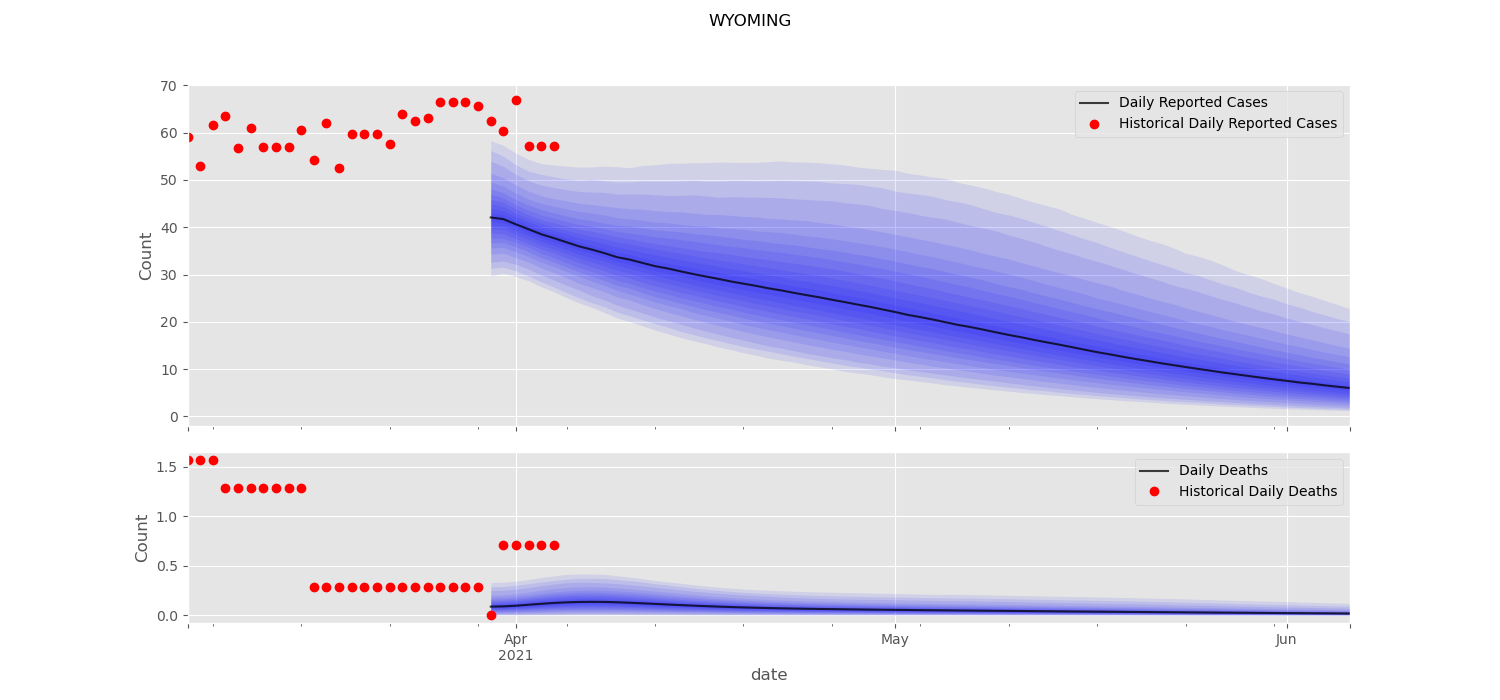 WYOMING
70
60
50
40
30
20
10
0
Count
Daily Reported Cases
Historical Daily Reported Cases
1.5
1.0
0.5
0.0
Count
Daily Deaths
Historical Daily Deaths
Apr
2021
May
Jun
date